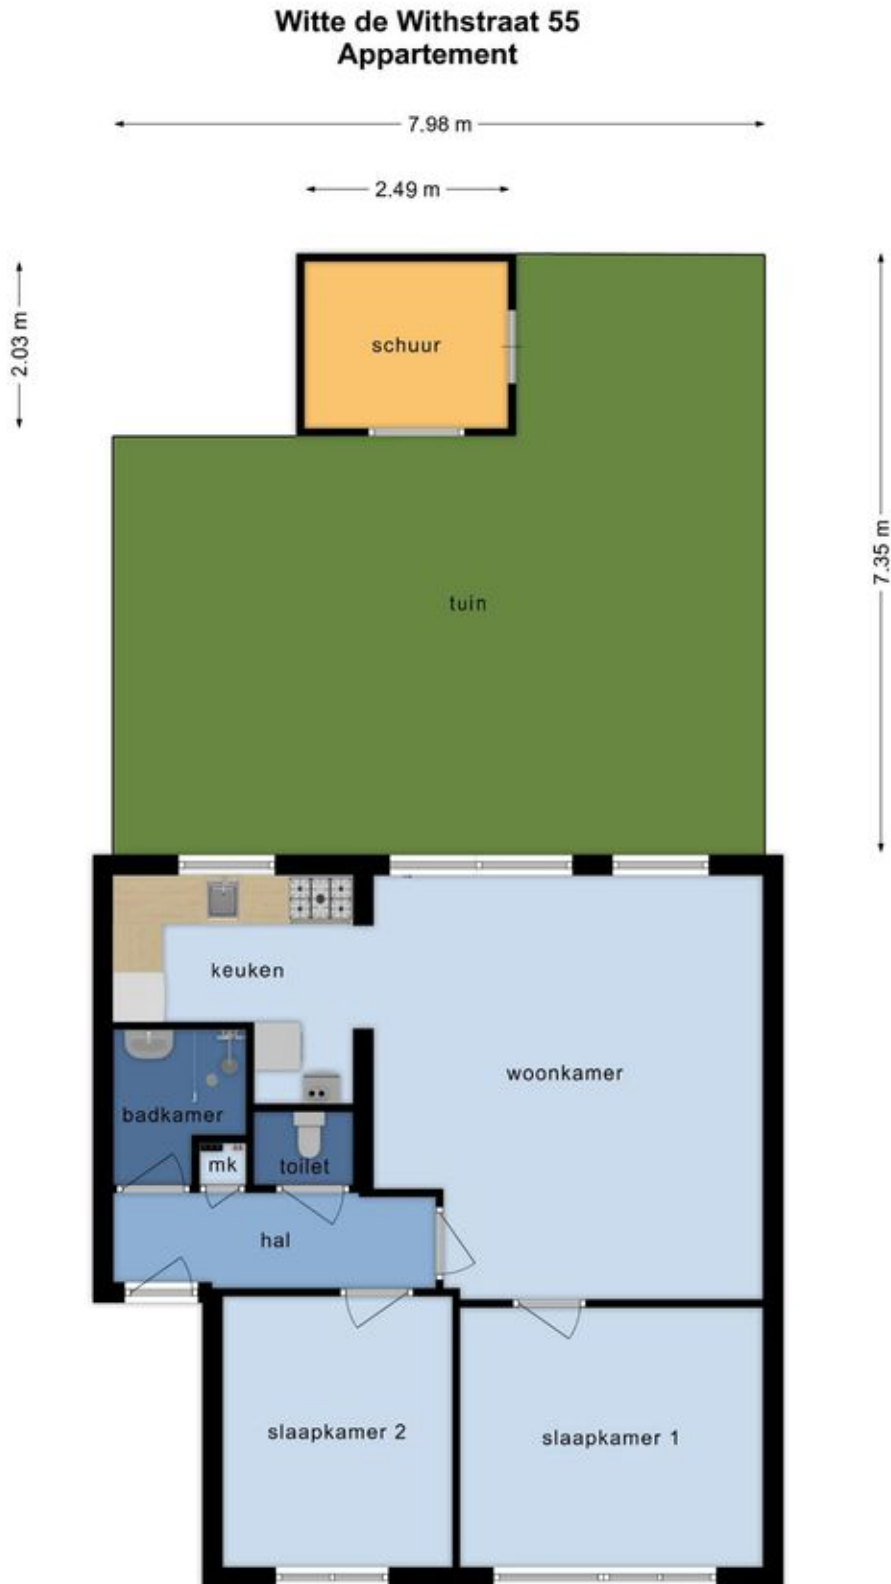 Witte de Withstraat 55
Appartement
7.98 m
2.49 m
2.03 m
schuur
7.35 m
tuin
keuken
woonkamer
badkamer
mk
toilet
hal
slaapkamer 2
slaapkamer 1